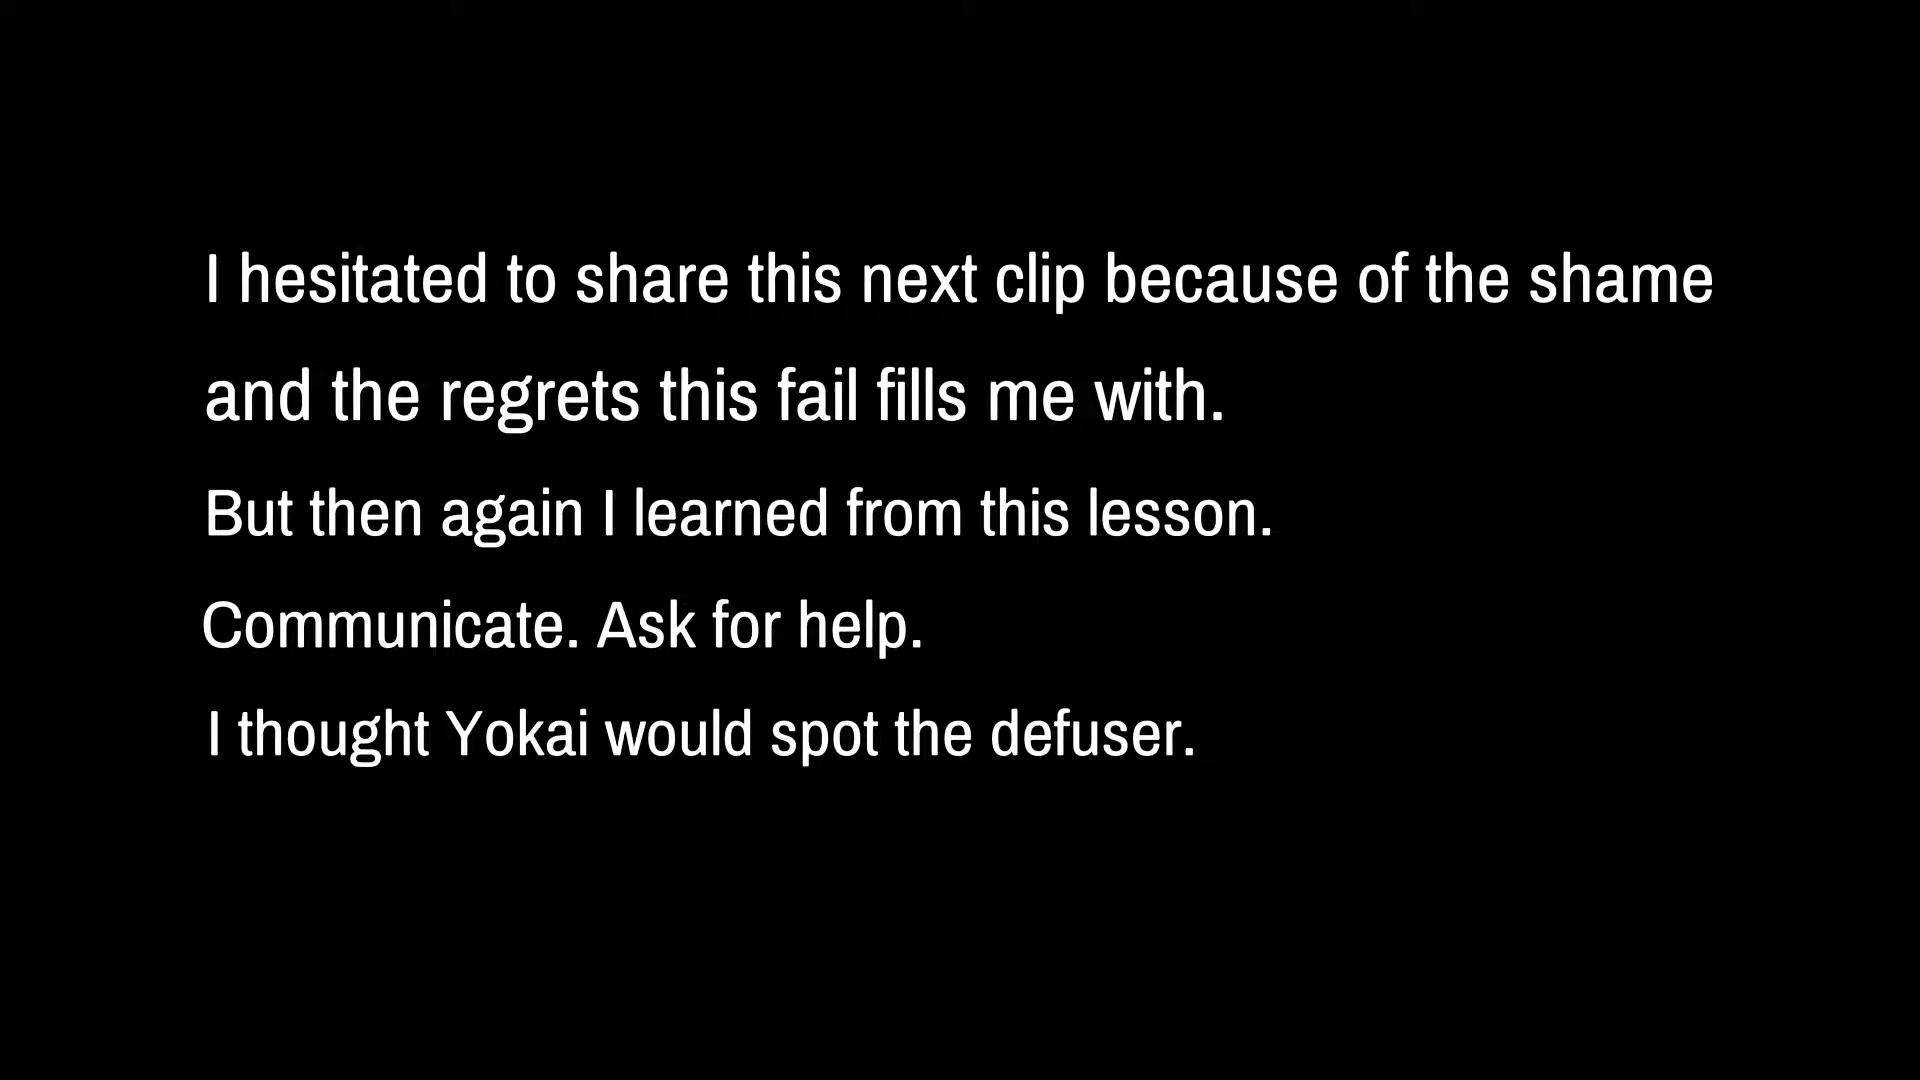 I hesitated to share this next clip because of the shame
and the regrets this fail fills me with.
But then again I learned from this lesson.
Communicate. Ask for help.
I thought Yokai would spot the defuser.